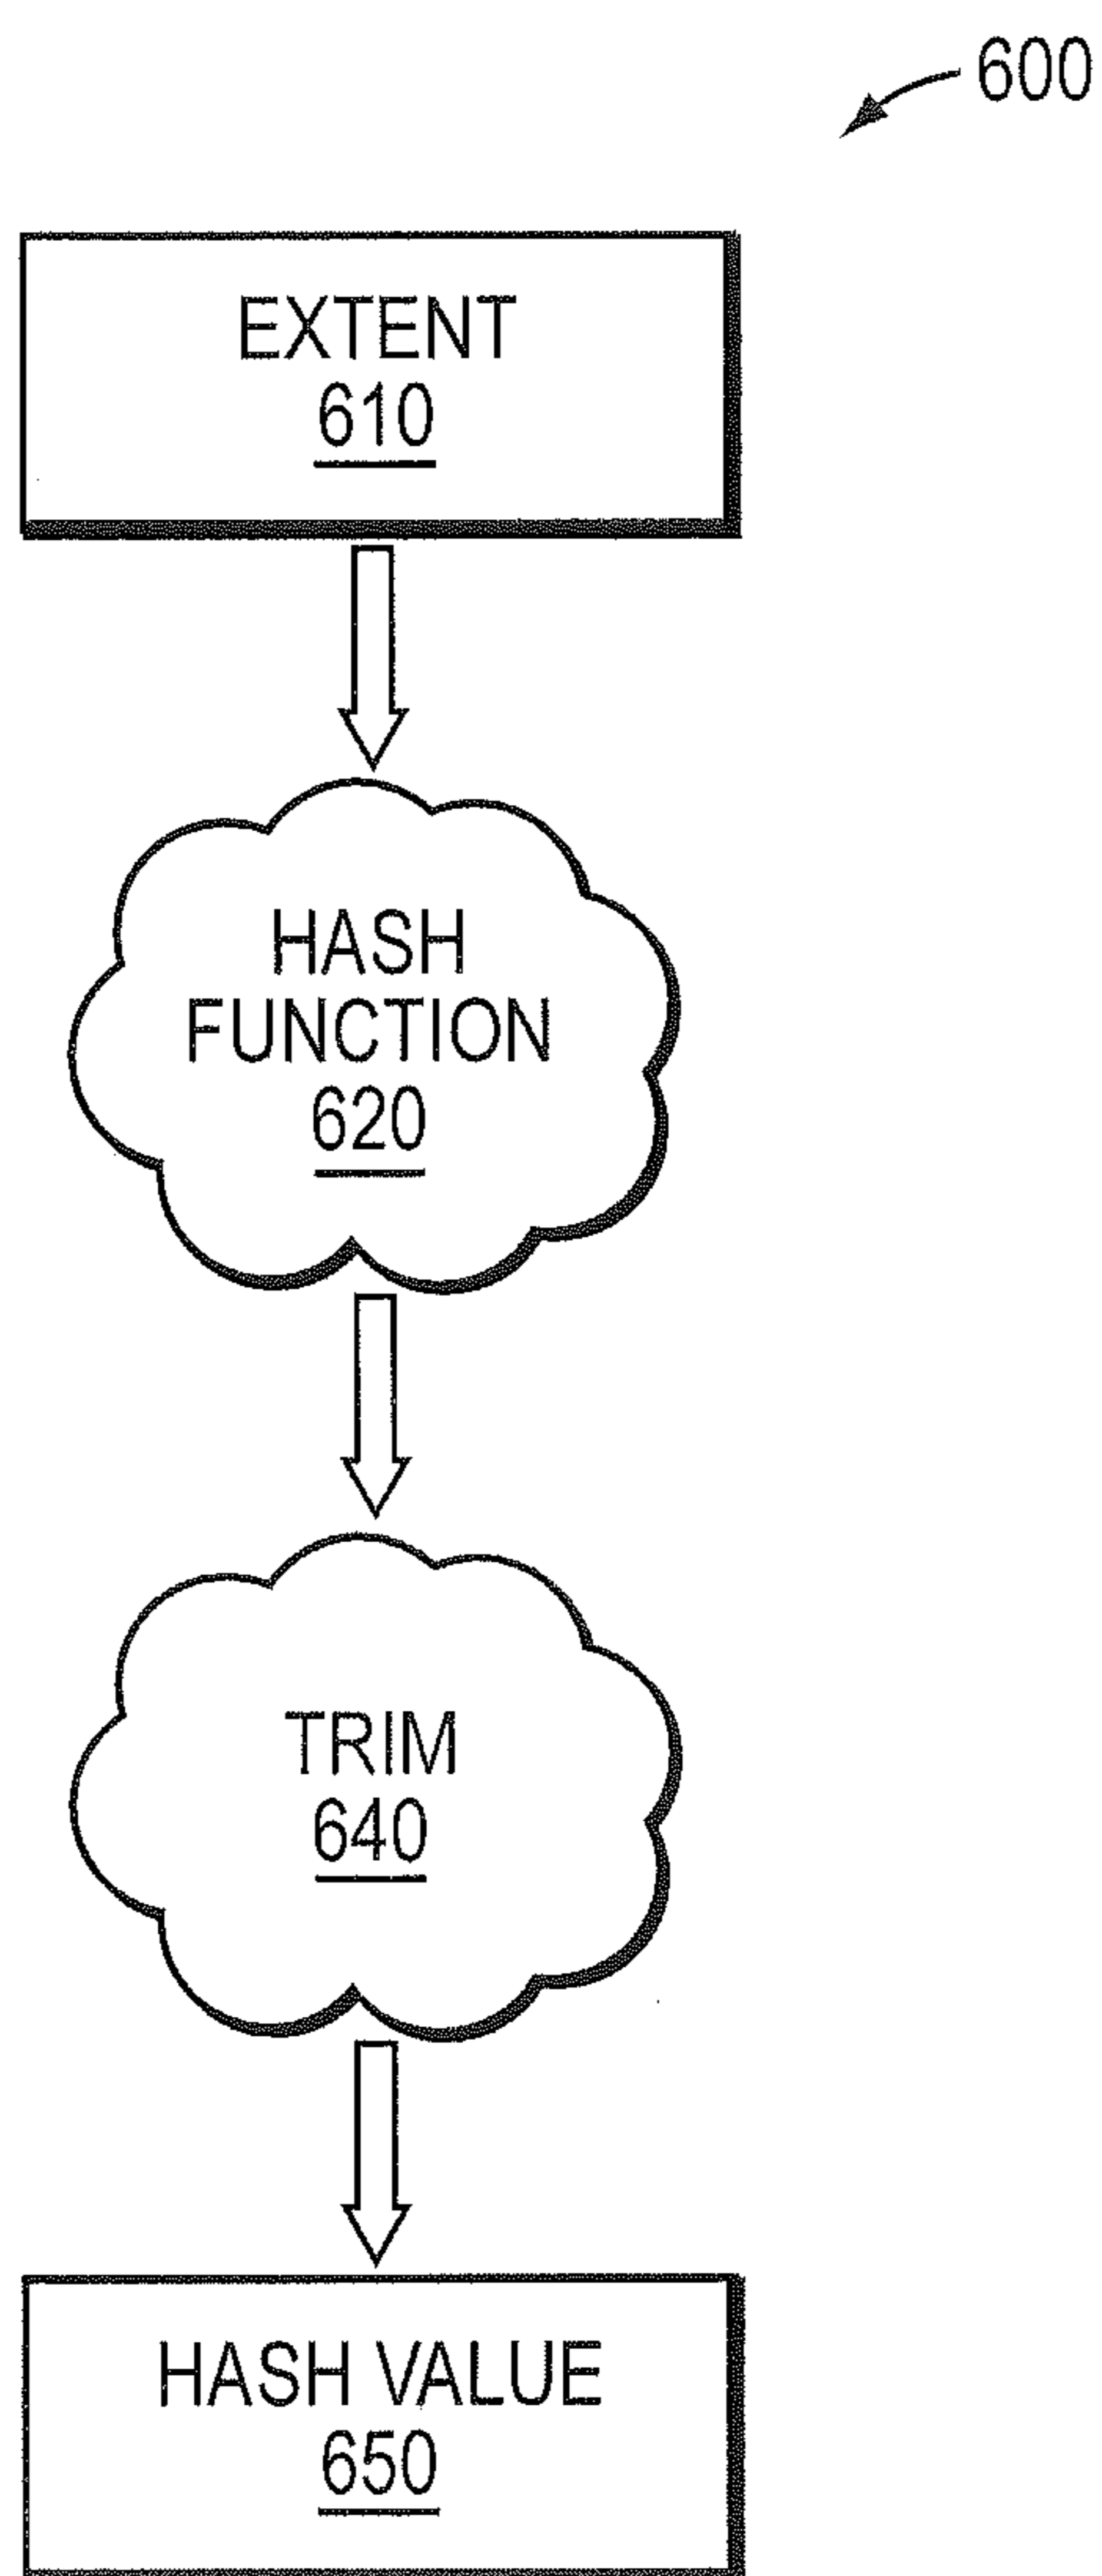 600
EXTENT
610
HASH
FUNCTION
620
TRIM
640
HASH VALUE
650